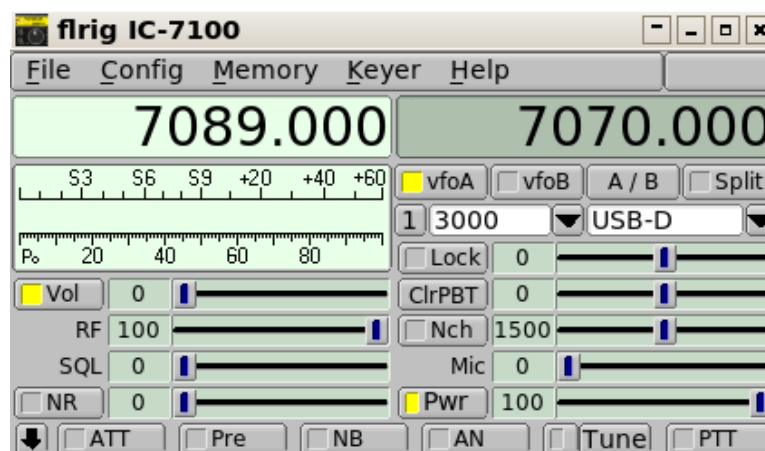 flrig IC-7100
File Config Memory Keyer Help
7089.000 7070.000
S3 S6 S9 +20 +40 +60 vfoA vfoB A / B Split
1 3000 USB-D
Po 20 40 60 80 Lock 0
Vol 0 ClrPBT 0
RF 100 Nch 1500
SQL 0 Mic 0
NR 0 Pwr 100
ATT Pre NB AN Tune PTT